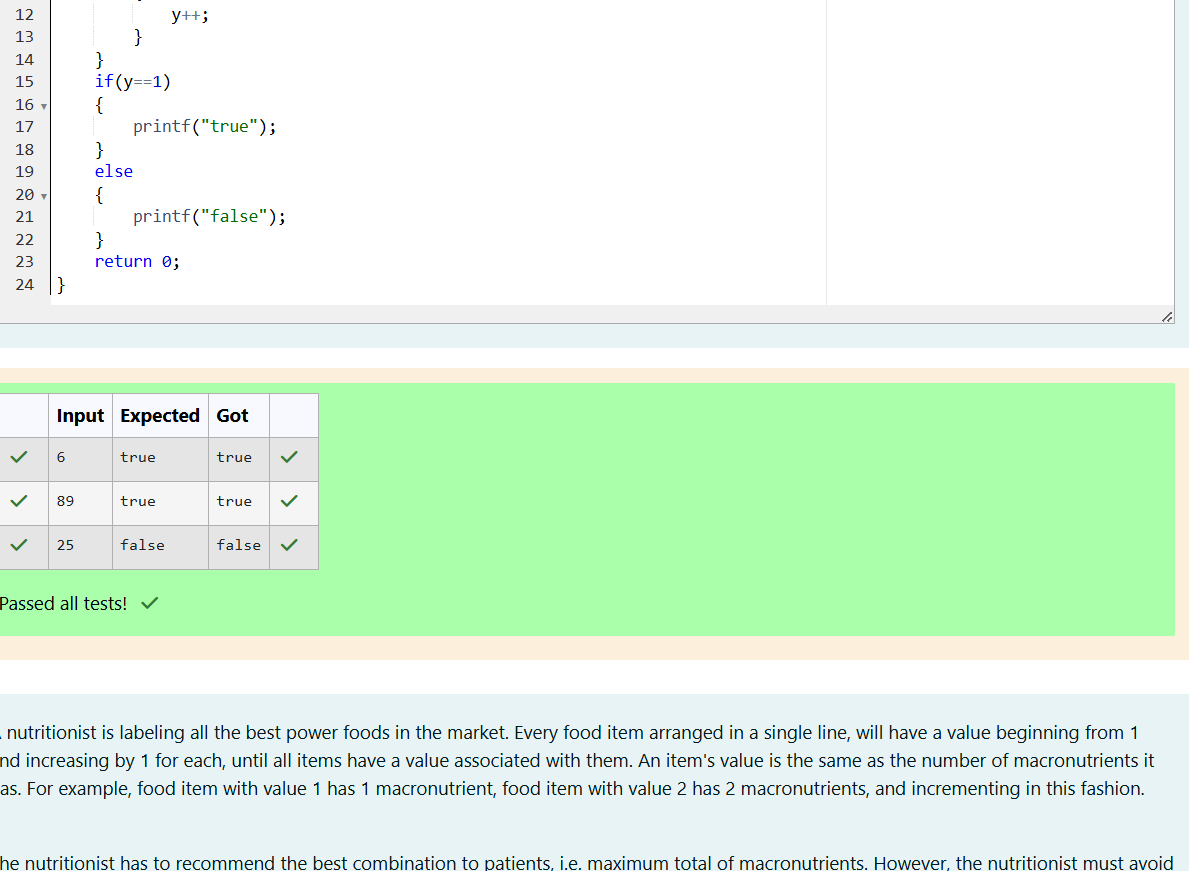 12 y++;
13 }
14 }
15 if(y==1)
16 {
17 printf("true");
18 }
19 else
20 {
21 printf("false");
22 }
23 return 0;
24 }
Input Expected Got
6 true true
89 true true
25 false false
Passed all tests!
nutritionist is labeling all the best power foods in the market. Every food item arranged in a single line, will have a value beginning from 1
nd increasing by 1 for each, until all items have a value associated with them. An item's value is the same as the number of macronutrients it
as. For example, food item with value 1 has 1 macronutrient, food item with value 2 has 2 macronutrients, and incrementing in this fashion.
he nutritionist has to recommend the best combination to patients, i.e. maximum total of macronutrients. However, the nutritionist must avoid